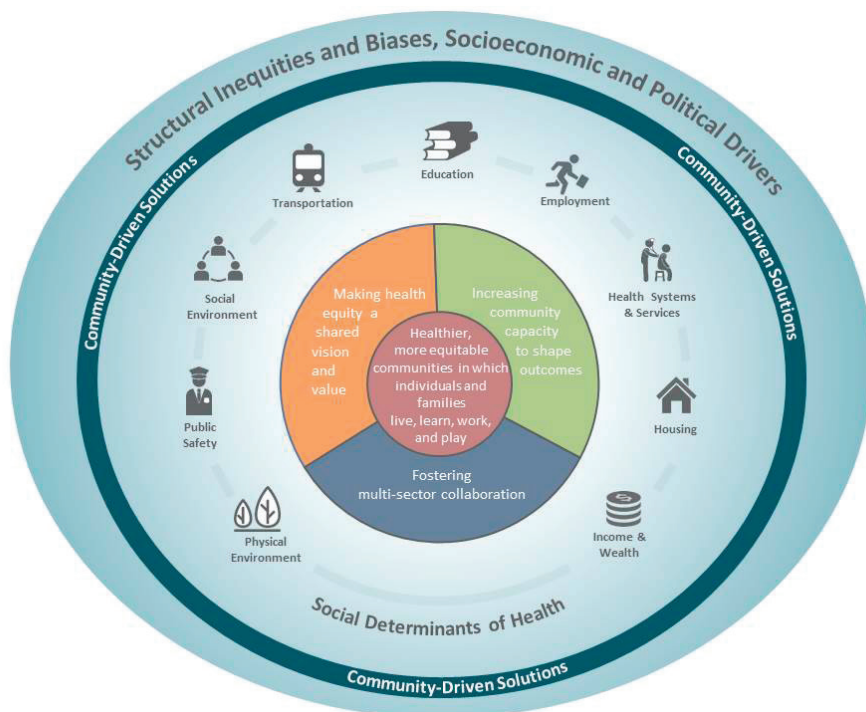 Structural Inequities and Biases, Socioeconomic and Political Drivers
Community-Driven Solutions
Community-Driven Solutions
Education
Transportation
Employment
Social
Environment
Health Systems
& Services
Public
Safety
Housing
Physical
Environment
Income &
Wealth
Making health
equity a
shared
vision
and
value
Increasing
community
capacity
to shape
outcomes
Healthier,
more equitable
communities in which
individuals and
families
live, learn, work,
and play
Fostering
multi-sector collaboration
Social Determinants of Health
Community-Driven Solutions